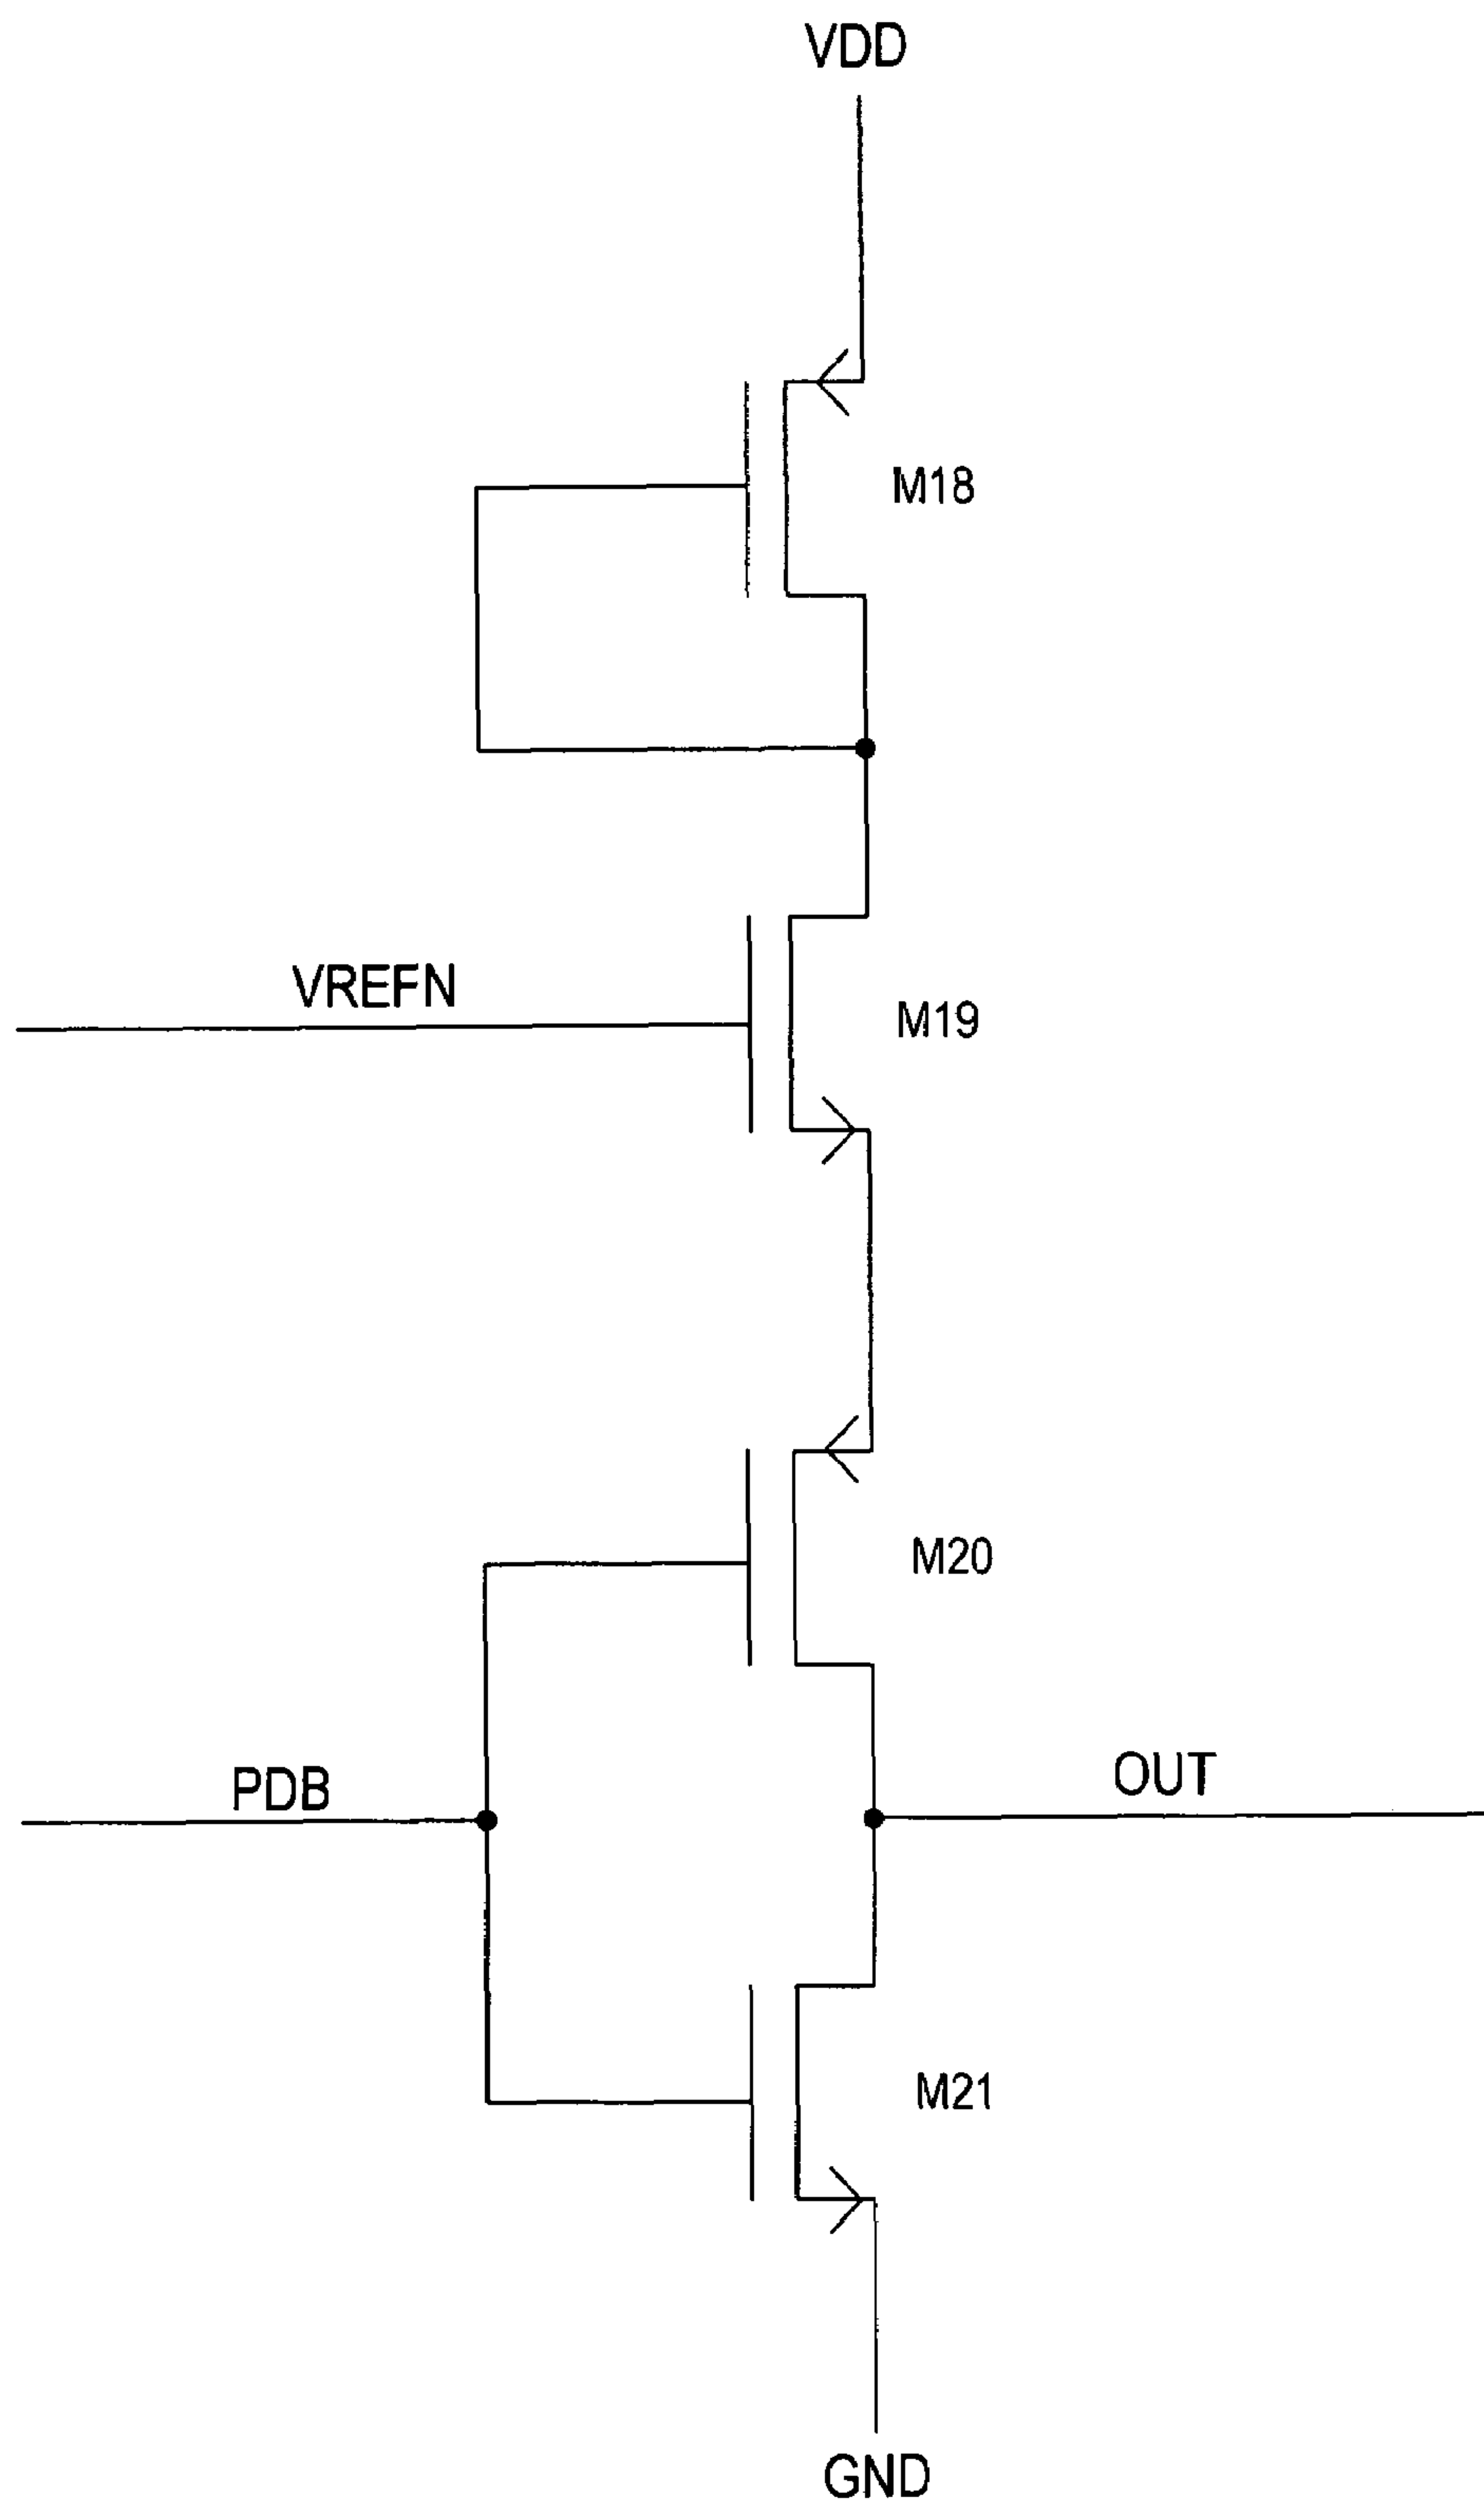 VDD
M18
VREFN
M19
M20
PDB
OUT
M21
GND